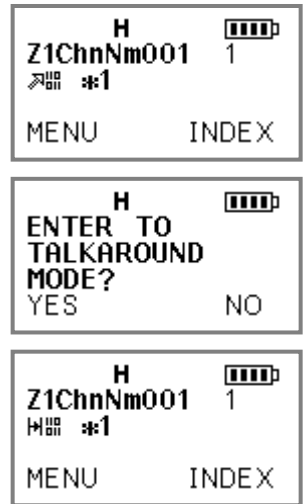 H
Z1ChnNm001 1
*1
MENU INDEX
H
ENTER TO
TALKAROUND
MODE?
YES NO
H
Z1ChnNm001 1
*1
MENU INDEX